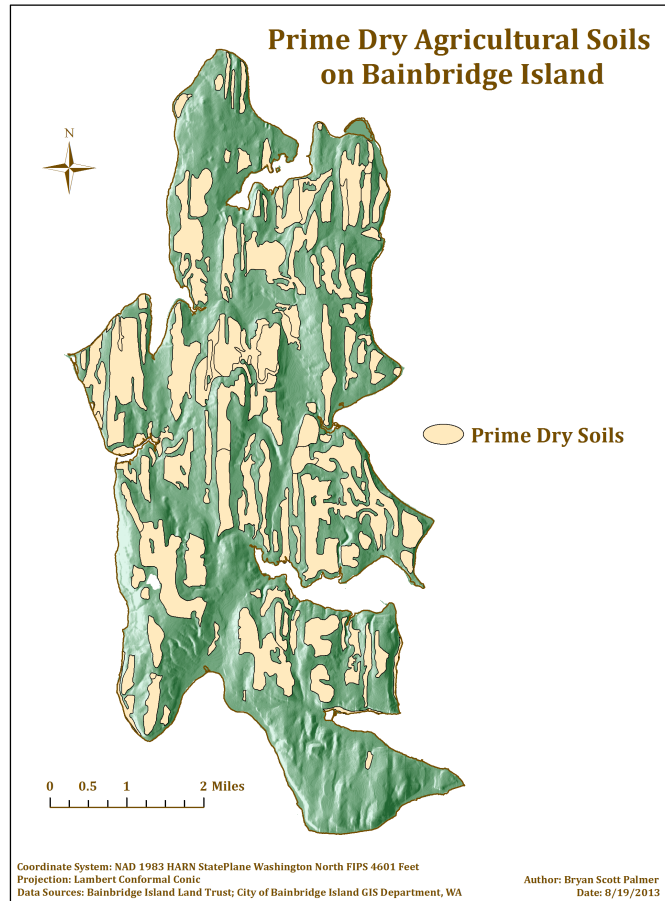 Prime Dry Agricultural Soils
on Bainbridge Island
N
Prime Dry Soils
0 0.5 1 2 Miles
Coordinate System: NAD 1983 HARN StatePlane Washington North FIPS 4601 Feet
Projection: Lambert Conformal Conic
Data Sources: Bainbridge Island Land Trust; City of Bainbridge Island GIS Department, WA
Author: Bryan Scott Palmer
Date: 8/19/2013